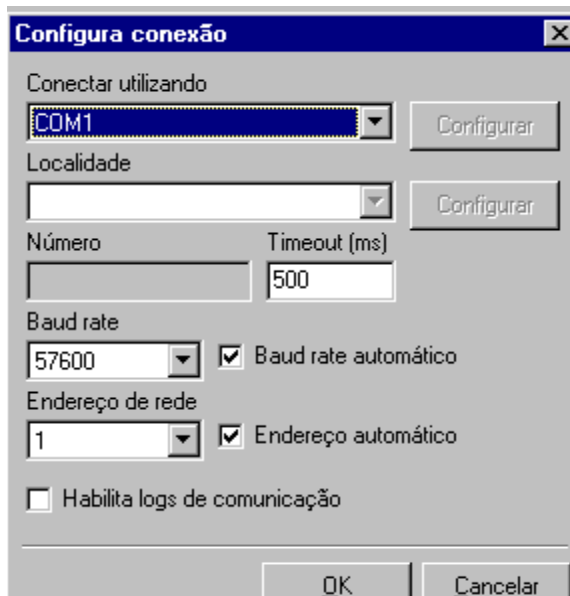 Configura conexão
Conectar utilizando
COM1
Configurar
Localidade
Configurar
Número Timeout (ms)
500
Baud rate
57600 Baud rate automático
Endereço de rede
1 Endereço automático
Habilita logs de comunicação
OK Cancelar